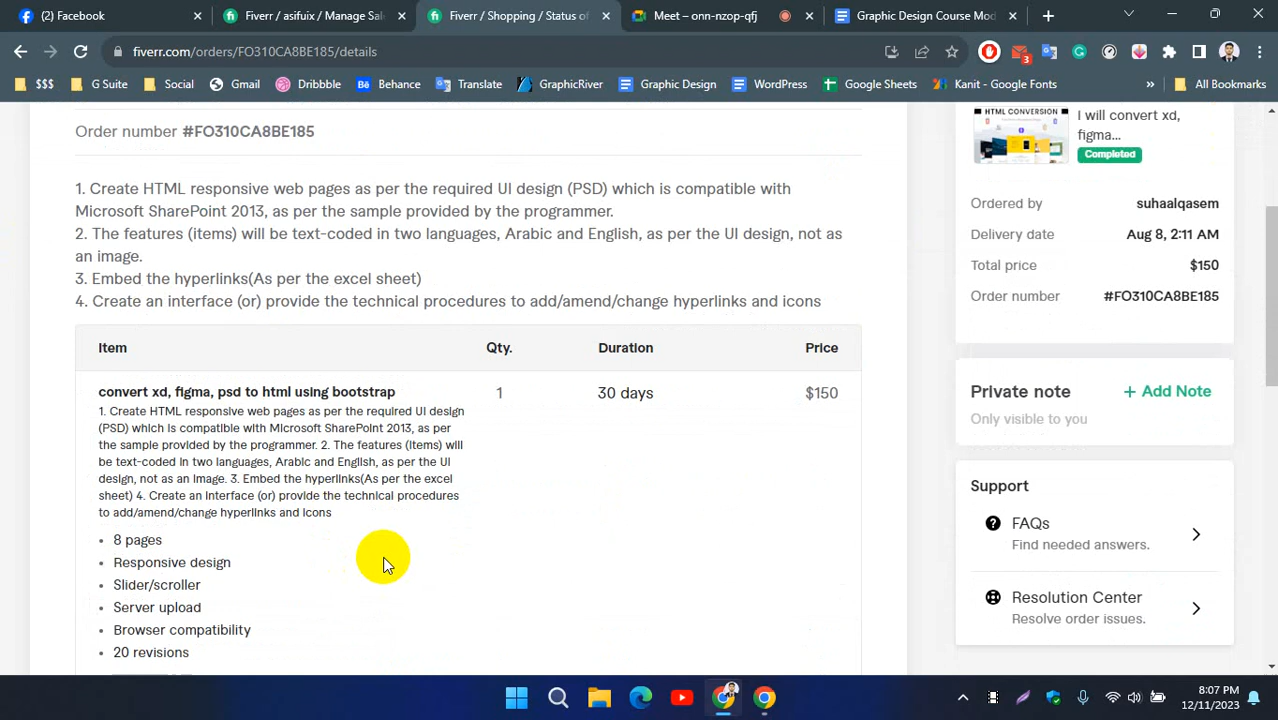 (2) Facebook
Fiverr / asifuix / Manage Sal
Fiverr / Shopping / Status of
Meet – onn-rzop-qfj
Graphic Design Course Mod
fiverr.com/orders/FO310CA8BE185/details
3
$$$
G Suite
Social
Gmail
Dribbble
Behance
Translate
GraphicRiver
Graphic Design
WordPress
Google Sheets
Kanit - Google Fonts
»
All Bookmarks
Order number #FO310CA8BE185
1. Create HTML responsive web pages as per the required UI design (PSD) which is compatible with
Microsoft SharePoint 2013, as per the sample provided by the programmer.
2. The features (items) will be text-coded in two languages, Arabic and English, as per the UI design, not as
an image.
3. Embed the hyperlinks(As per the excel sheet)
4. Create an interface (or) provide the technical procedures to add/amend/change hyperlinks and icons
Item Qty. Duration Price
convert xd, figma, psd to html using bootstrap 1 30 days $150
1. Create HTML responsive web pages as per the required UI design
(PSD) which is compatible with Microsoft SharePoint 2013, as per
the sample provided by the programmer. 2. The features (items) will
be text-coded in two languages, Arabic and English, as per the UI
design, not as an image. 3. Embed the hyperlinks(As per the excel
sheet) 4. Create an interface (or) provide the technical procedures
to add/amend/change hyperlinks and icons
• 8 pages
• Responsive design
• Slider/scroller
• Server upload
• Browser compatibility
• 20 revisions
HTML CONVERSION
I will convert xd,
figma...
Completed
Ordered by suhaalqasem
Delivery date Aug 8, 2:11 AM
Total price $150
Order number #FO310CA8BE185
Private note + Add Note
Only visible to you
Support
FAQs
Find needed answers.
Resolution Center
Resolve order issues.
8:07 PM
12/11/2023